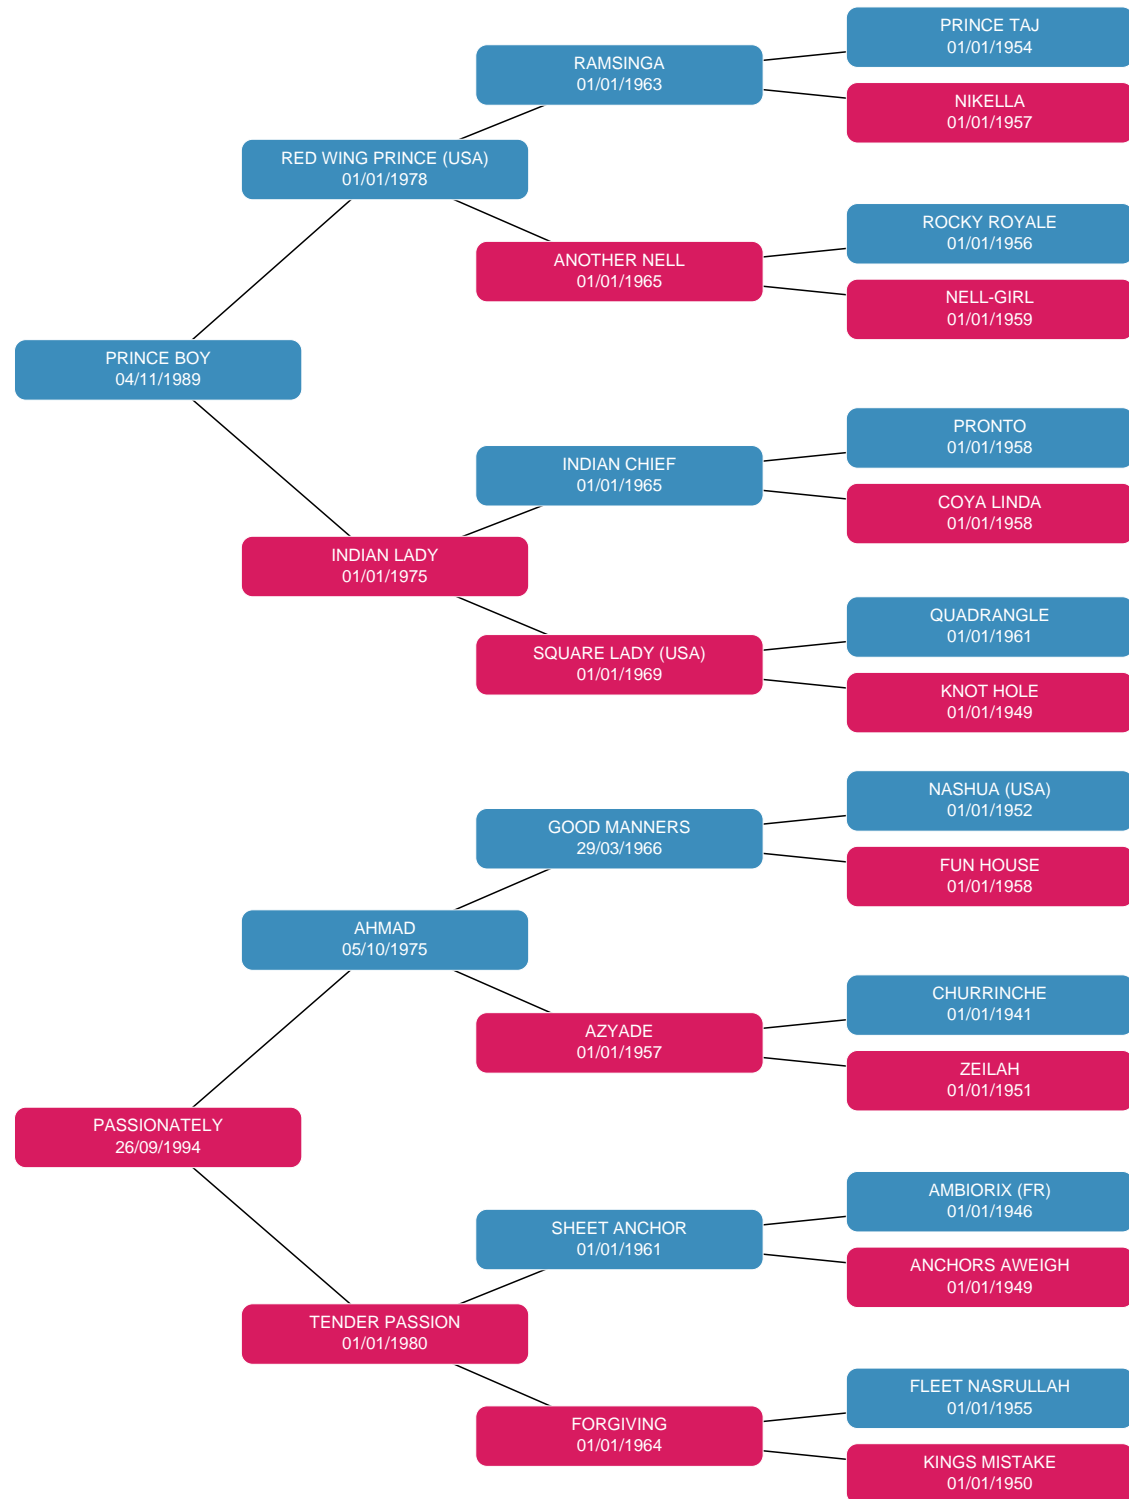 PRINCE TAJ
01/01/1954
RAMSINGA
01/01/1963
NIKELLA
01/01/1957
RED WING PRINCE (USA)
01/01/1978
ROCKY ROYALE
01/01/1956
ANOTHER NELL
01/01/1965
NELL-GIRL
01/01/1959
PRINCE BOY
04/11/1989
PRONTO
01/01/1958
INDIAN CHIEF
01/01/1965
COYA LINDA
01/01/1958
INDIAN LADY
01/01/1975
QUADRANGLE
01/01/1961
SQUARE LADY (USA)
01/01/1969
KNOT HOLE
01/01/1949
NASHUA (USA)
01/01/1952
GOOD MANNERS
29/03/1966
FUN HOUSE
01/01/1958
AHMAD
05/10/1975
CHURRINCHE
01/01/1941
AZYADE
01/01/1957
ZEILAH
01/01/1951
PASSIONATELY
26/09/1994
AMBIORIX (FR)
01/01/1946
SHEET ANCHOR
01/01/1961
ANCHORS AWEIGH
01/01/1949
TENDER PASSION
01/01/1980
FLEET NASRULLAH
01/01/1955
FORGIVING
01/01/1964
KINGS MISTAKE
01/01/1950